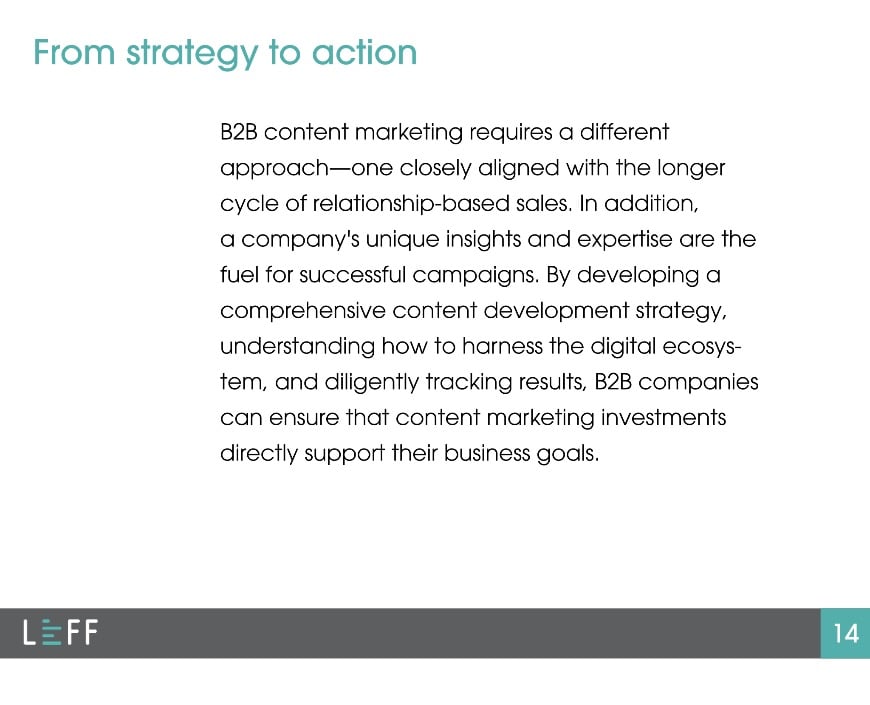 From strategy to action
B2B content marketing requires a different
approach—one closely aligned with the longer
cycle of relationship-based sales. In addition,
a company's unique insights and expertise are the
fuel for successful campaigns. By developing a
comprehensive content development strategy,
understanding how to harness the digital ecosys-
tem, and diligently tracking results, B2B companies
can ensure that content marketing investments
directly support their business goals.
LEFF
14